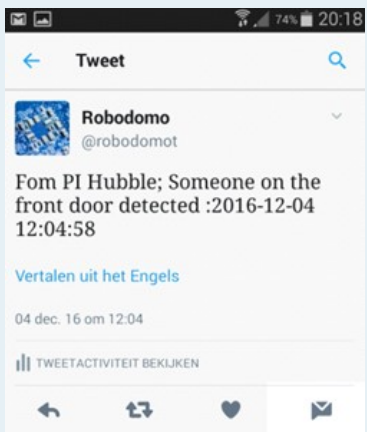 74% 20:18
Tweet
Robodomo
@robodomot
Fom PI Hubble; Someone on the
front door detected :2016-12-04
12:04:58
Vertalen uit het Engels
04 dec. 16 om 12:04
TWEETACTIVITEIT BEKIJKEN